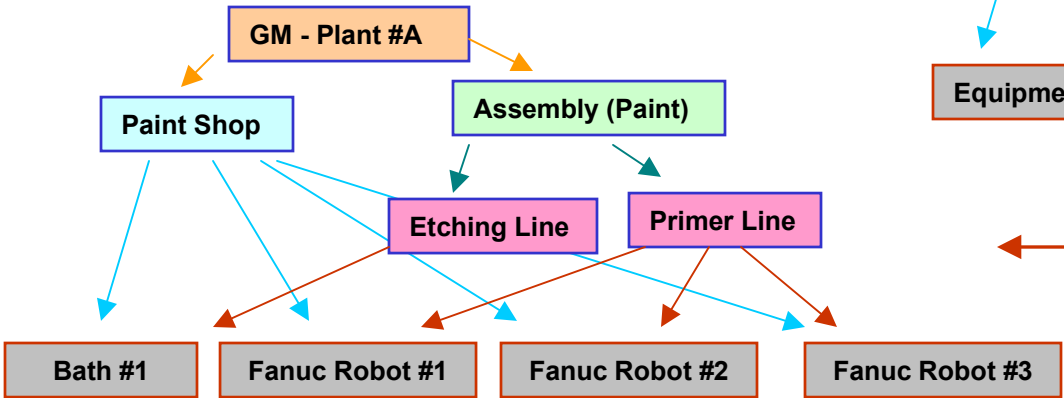 GM - Plant #A
Paint Shop
Assembly (Paint)
Equipme
Etching Line
Primer Line
Bath #1
Fanuc Robot #1
Fanuc Robot #2
Fanuc Robot #3